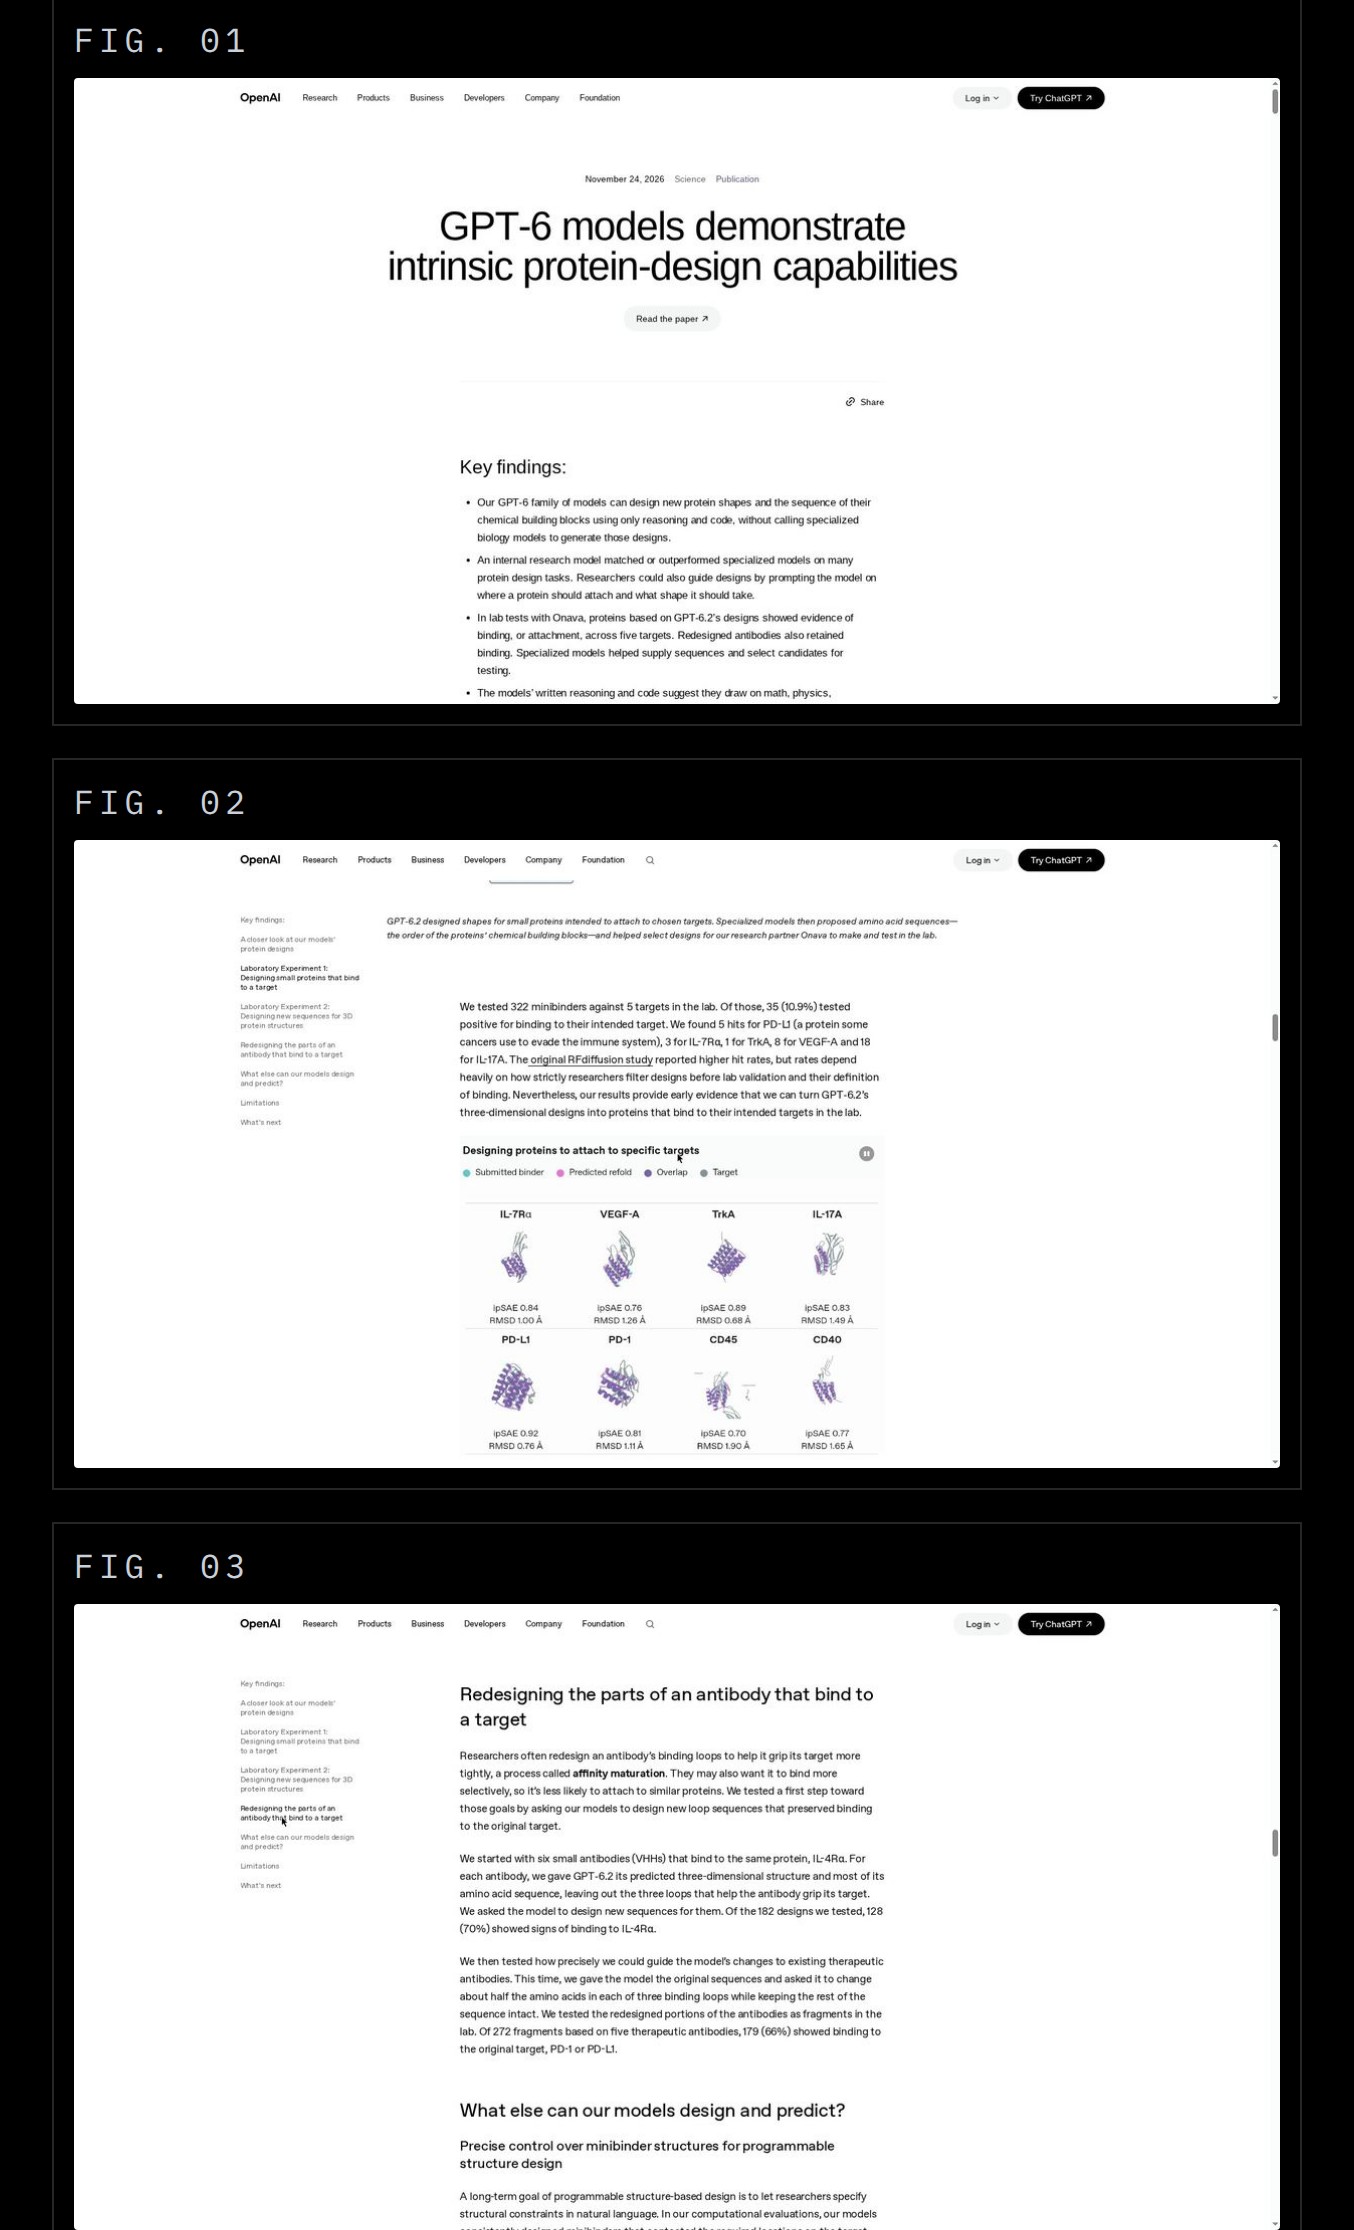 FIG. 01
OpenAI Research Products Business Developers Company Foundation Log in Try ChatGPT ↗
November 24, 2026 Science Publication
GPT-6 models demonstrate
intrinsic protein-design capabilities
Read the paper ↗
Share
Key findings:
• Our GPT-6 family of models can design new protein shapes and the sequence of their
chemical building blocks using only reasoning and code, without calling specialized
biology models to generate those designs.
• An internal research model matched or outperformed specialized models on many
protein design tasks. Researchers could also guide designs by prompting the model on
where a protein should attach and what shape it should take.
• In lab tests with Onava, proteins based on GPT-6.2's designs showed evidence of
binding, or attachment, across five targets. Redesigned antibodies also retained
binding. Specialized models helped supply sequences and select candidates for
testing.
• The models' written reasoning and code suggest they draw on math, physics,
FIG. 02
OpenAI Research Products Business Developers Company Foundation Log in Try ChatGPT ↗
Key findings:
A closer look at our models'
protein designs
Laboratory Experiment 1:
Designing small proteins that bind
to a target
Laboratory Experiment 2:
Designing new sequences for 3D
protein structures
Redesigning the parts of an
antibody that bind to a target
What else can our models design
and predict?
Limitations
What's next
GPT-6.2 designed shapes for small proteins intended to attach to chosen targets. Specialized models then proposed amino acid sequences—
the order of the proteins' chemical building blocks—and helped select designs for our research partner Onava to make and test in the lab.
We tested 322 minibinders against 5 targets in the lab. Of those, 35 (10.9%) tested
positive for binding to their intended target. We found 5 hits for PD-L1 (a protein some
cancers use to evade the immune system), 3 for IL-7Rα, 1 for TrkA, 8 for VEGF-A and 18
for IL-17A. The original RFdiffusion study reported higher hit rates, but rates depend
heavily on how strictly researchers filter designs before lab validation and their definition
of binding. Nevertheless, our results provide early evidence that we can turn GPT-6.2's
three-dimensional designs into proteins that bind to their intended targets in the lab.
Designing proteins to attach to specific targets
Submitted binder Predicted refold Overlap Target
IL-7Rα VEGF-A TrkA IL-17A
ipSAE 0.84 ipSAE 0.76 ipSAE 0.89 ipSAE 0.83
RMSD 1.00 Å RMSD 1.26 Å RMSD 0.68 Å RMSD 1.49 Å
PD-L1 PD-1 CD45 CD40
ipSAE 0.92 ipSAE 0.81 ipSAE 0.70 ipSAE 0.77
RMSD 0.76 Å RMSD 1.11 Å RMSD 1.90 Å RMSD 1.65 Å
FIG. 03
OpenAI Research Products Business Developers Company Foundation Log in Try ChatGPT ↗
Key findings:
A closer look at our models'
protein designs
Laboratory Experiment 1:
Designing small proteins that bind
to a target
Laboratory Experiment 2:
Designing new sequences for 3D
protein structures
Redesigning the parts of an
antibody that bind to a target
What else can our models design
and predict?
Limitations
What's next
Redesigning the parts of an antibody that bind to
a target
Researchers often redesign an antibody's binding loops to help it grip its target more
tightly, a process called affinity maturation. They may also want it to bind more
selectively, so it's less likely to attach to similar proteins. We tested a first step toward
those goals by asking our models to design new loop sequences that preserved binding
to the original target.
We started with six small antibodies (VHHs) that bind to the same protein, IL-4Rα. For
each antibody, we gave GPT-6.2 its predicted three-dimensional structure and most of its
amino acid sequence, leaving out the three loops that help the antibody grip its target.
We asked the model to design new sequences for them. Of the 182 designs we tested, 128
(70%) showed signs of binding to IL-4Rα.
We then tested how precisely we could guide the model's changes to existing therapeutic
antibodies. This time, we gave the model the original sequences and asked it to change
about half the amino acids in each of three binding loops while keeping the rest of the
sequence intact. We tested the redesigned portions of the antibodies as fragments in the
lab. Of 272 fragments based on five therapeutic antibodies, 179 (66%) showed binding to
the original target, PD-1 or PD-L1.
What else can our models design and predict?
Precise control over minibinder structures for programmable
structure design
A long-term goal of programmable structure-based design is to let researchers specify
structural constraints in natural language. In our computational evaluations, our models